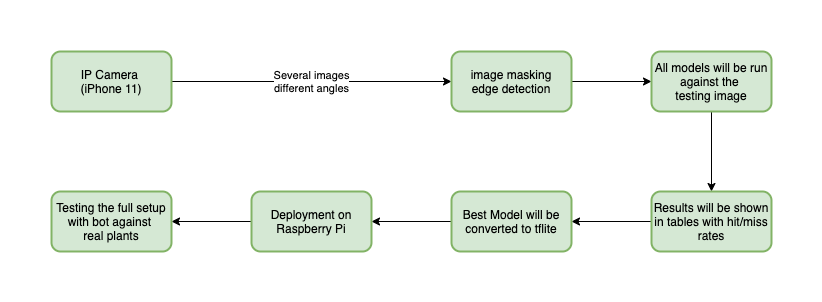 IP Camera
(iPhone 11)
Several images
different angles
image masking
edge detection
All models will be run
against the
testing image
Results will be shown
in tables with hit/miss
rates
Best Model will be
converted to tflite
Deployment on
Raspberry Pi
Testing the full setup
with bot against
real plants